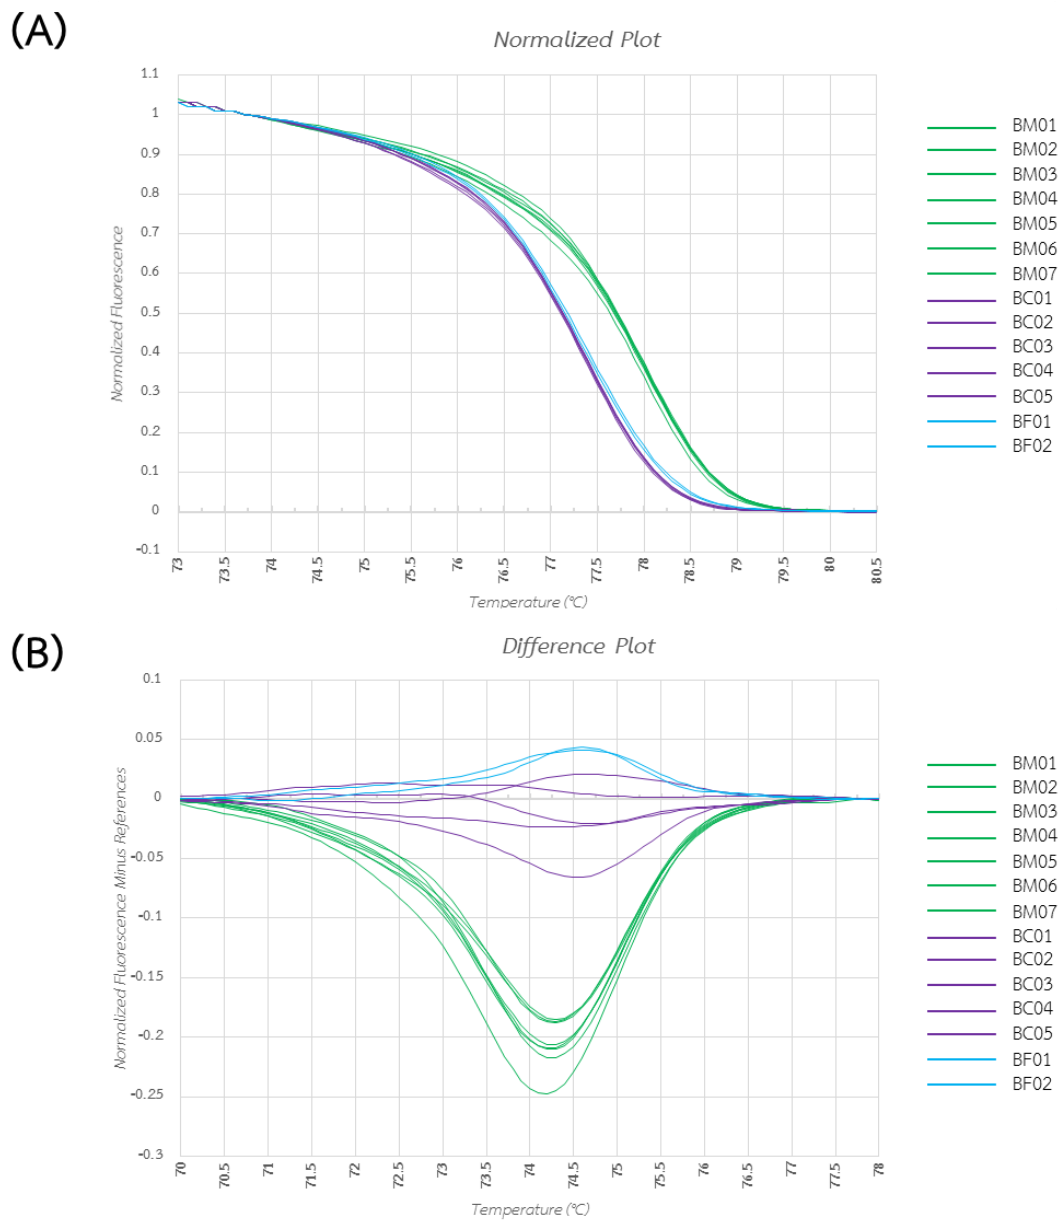 (A)
Normalized Plot
1.1
1
0.9
0.8
0.7
0.6
0.5
0.4
0.3
0.2
0.1
0
-0.1
Normalized Fluorescence
73 73.5 74 74.5 75 75.5 76 76.5 77 77.5 78 78.5 79 79.5 80 80.5
Temperature (°C)
BM01
BM02
BM03
BM04
BM05
BM06
BM07
BC01
BC02
BC03
BC04
BC05
BF01
BF02
(B)
Difference Plot
0.1
0.05
0
-0.05
-0.1
-0.15
-0.2
-0.25
-0.3
Normalized Fluorescence Minus References
70 70.5 71 71.5 72 72.5 73 73.5 74 74.5 75 75.5 76 76.5 77 77.5 78
Temperature (°C)
BM01
BM02
BM03
BM04
BM05
BM06
BM07
BC01
BC02
BC03
BC04
BC05
BF01
BF02